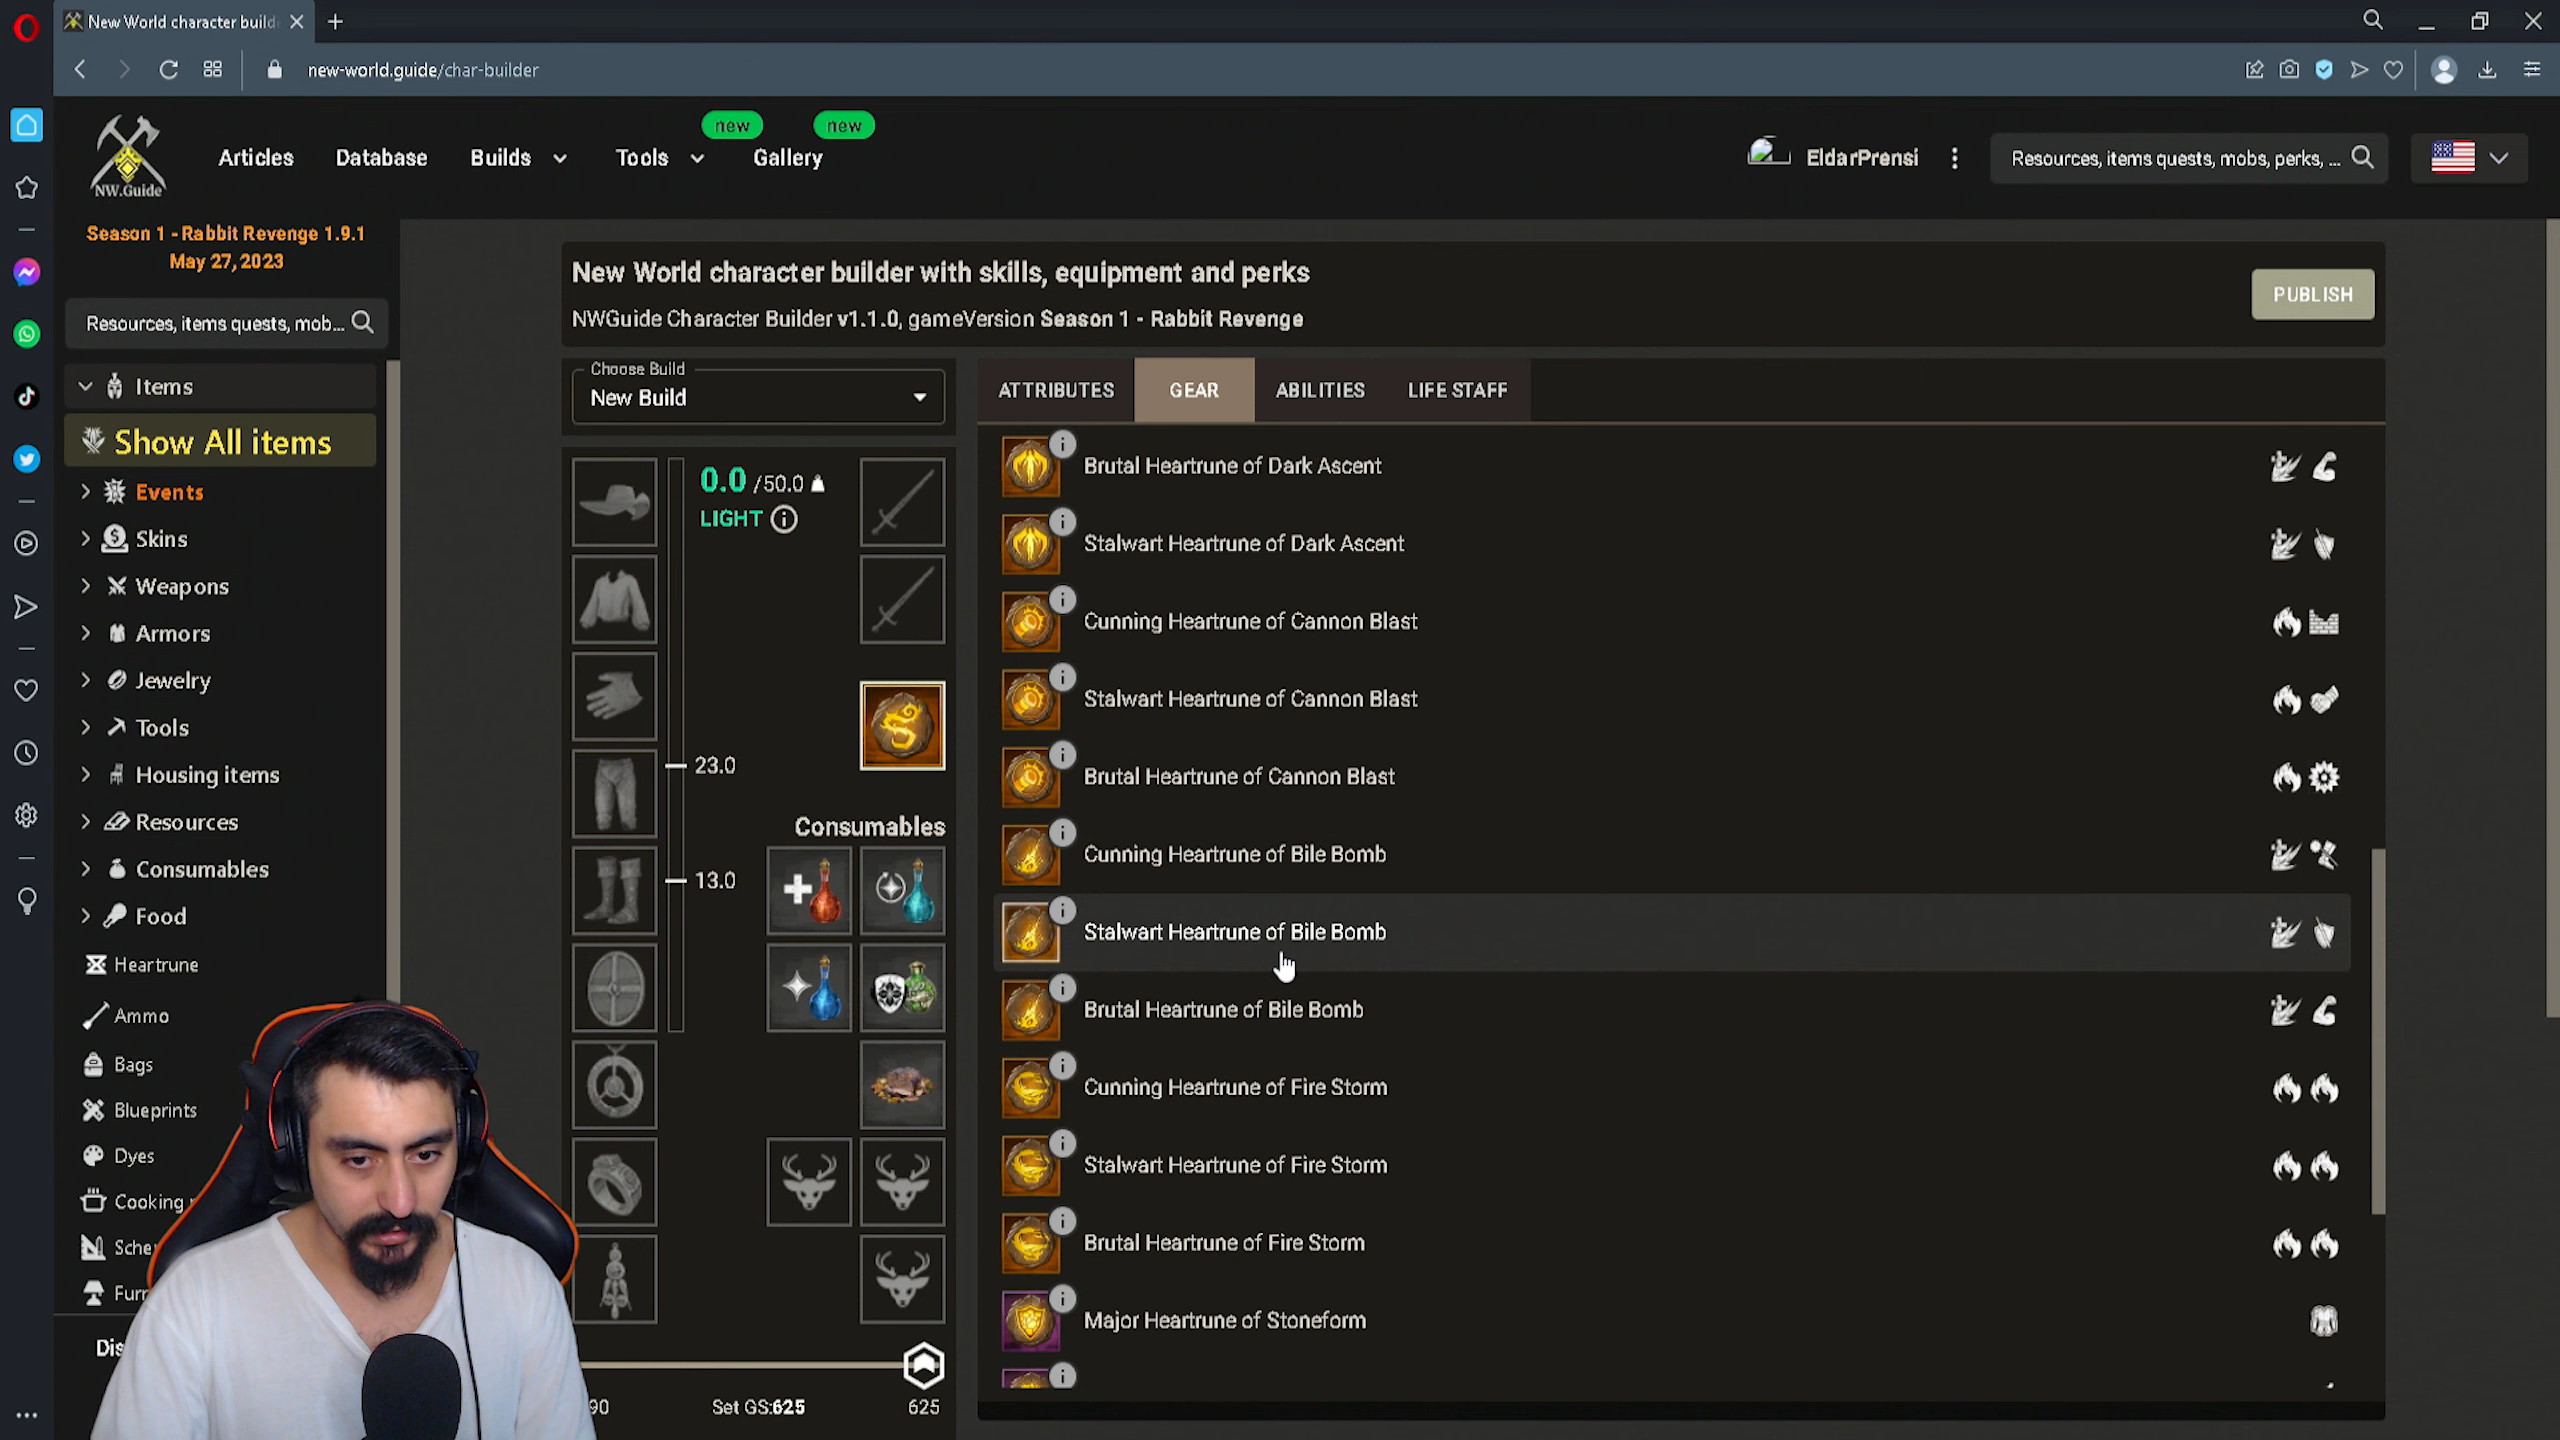 New World character build
new-world.guide/char-builder
NW.Guide
Articles
Database
Builds
Tools
new
Gallery
new
EldarPrensi
Resources, items quests, mobs, perks, ...
Season 1 - Rabbit Revenge 1.9.1
May 27, 2023
Resources, items quests, mob...
Items
Show All items
Events
Skins
Weapons
Armors
Jewelry
Tools
Housing items
Resources
Consumables
Food
Heartrune
Ammo
Bags
Blueprints
Dyes
Cooking
New World character builder with skills, equipment and perks
NWGuide Character Builder v1.1.0, gameVersion Season 1 - Rabbit Revenge
PUBLISH
Choose Build
New Build
0.0 /50.0
LIGHT
23.0
13.0
Consumables
Set GS:625
625
ATTRIBUTES
GEAR
ABILITIES
LIFE STAFF
Brutal Heartrune of Dark Ascent
Stalwart Heartrune of Dark Ascent
Cunning Heartrune of Cannon Blast
Stalwart Heartrune of Cannon Blast
Brutal Heartrune of Cannon Blast
Cunning Heartrune of Bile Bomb
Stalwart Heartrune of Bile Bomb
Brutal Heartrune of Bile Bomb
Cunning Heartrune of Fire Storm
Stalwart Heartrune of Fire Storm
Brutal Heartrune of Fire Storm
Major Heartrune of Stoneform